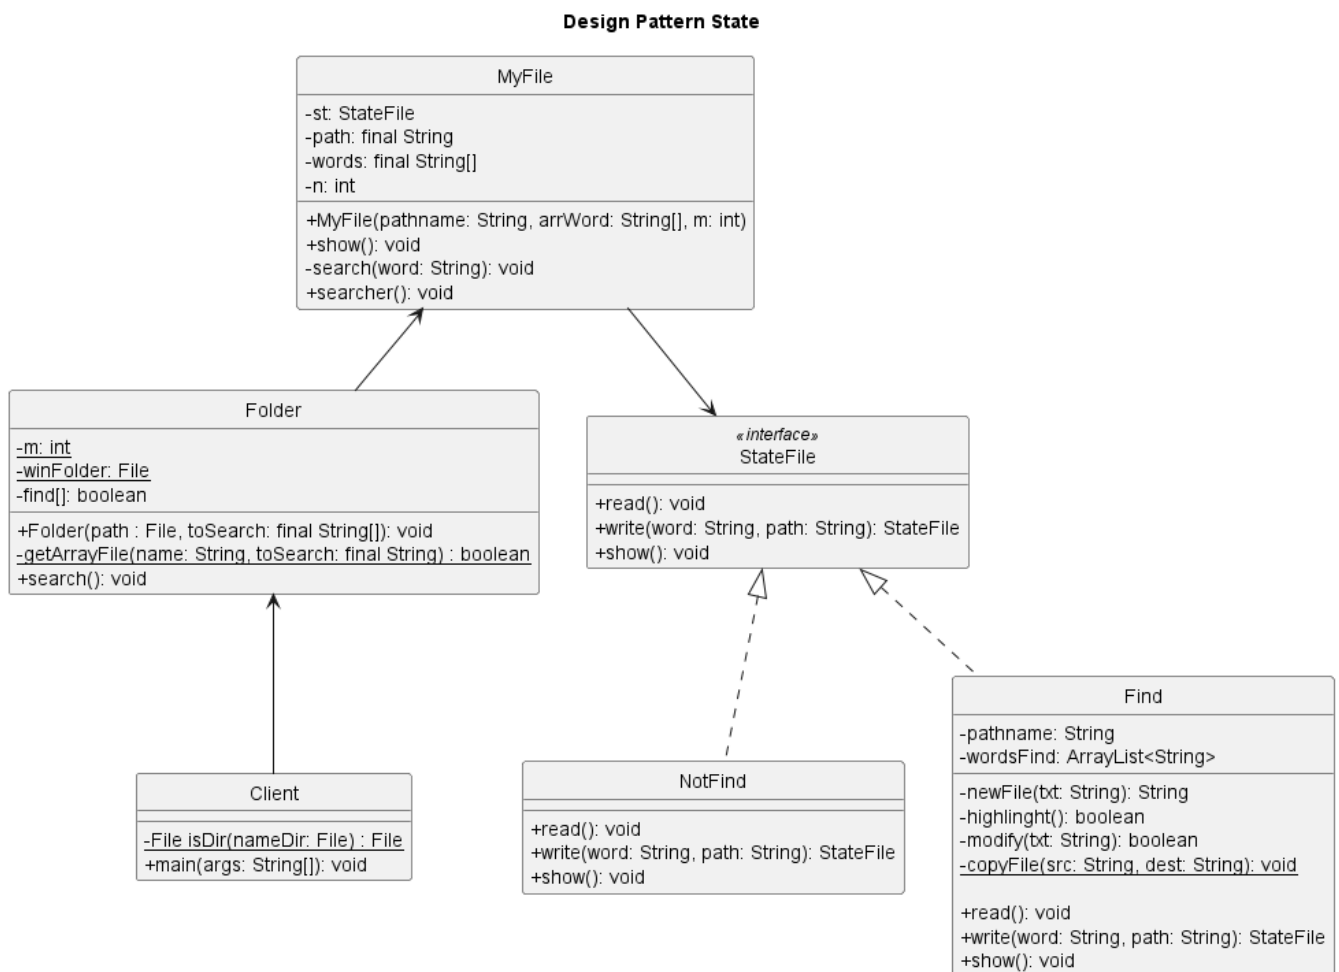 Design Pattern State
MyFile
-st: StateFile
-path: final String
-words: final String[]
-n: int
+MyFile(pathname: String, arrWord: String[], m: int)
+show(): void
-search(word: String): void
+searcher(): void
Folder
-m: int
-winFolder: File
-find[]: boolean
+Folder(path : File, toSearch: final String[]): void
-getArrayFile(name: String, toSearch: final String) : boolean
+search(): void
«interface»
StateFile
+read(): void
+write(word: String, path: String): StateFile
+show(): void
Client
-File isDir(nameDir: File) : File
+main(args: String[]): void
NotFind
+read(): void
+write(word: String, path: String): StateFile
+show(): void
Find
-pathname: String
-wordsFind: ArrayList<String>
-newFile(txt: String): String
-highlinght(): boolean
-modify(txt: String): boolean
-copyFile(src: String, dest: String): void
+read(): void
+write(word: String, path: String): StateFile
+show(): void